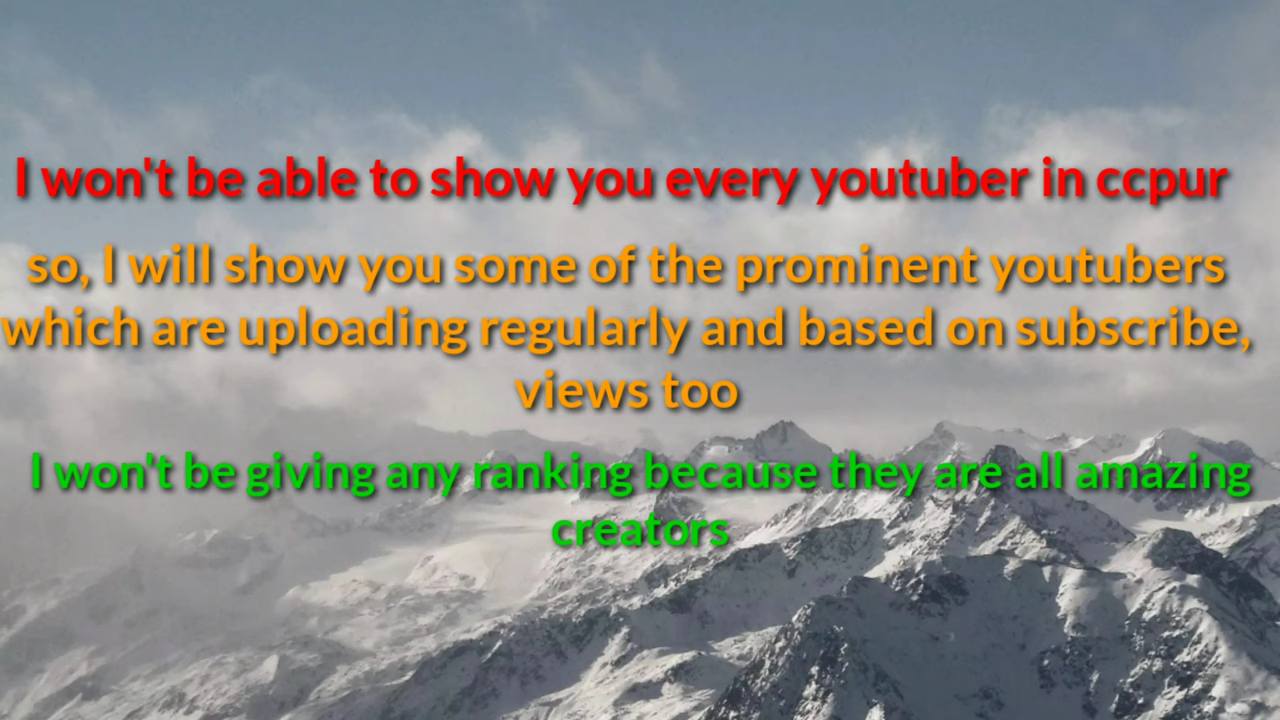 I won't be able to show you every youtuber in ccpur
so, I will show you some of the prominent youtubers
which are uploading regularly and based on subscribe,
views too
I won't be giving any ranking because they are all amazing
creators